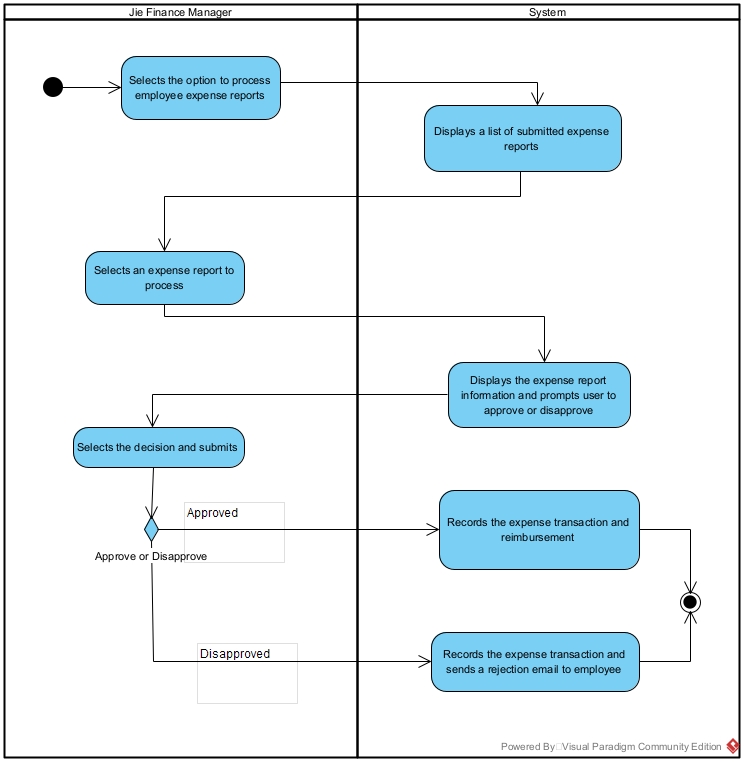 Jie Finance Manager
System
Selects the option to process
employee expense reports
Displays a list of submitted expense
reports
Selects an expense report to
process
Displays the expense report
information and prompts user to
approve or disapprove
Selects the decision and submits
Approved
Records the expense transaction and
reimbursement
Approve or Disapprove
Disapproved
Records the expense transaction and
sends a rejection email to employee
Powered By Visual Paradigm Community Edition